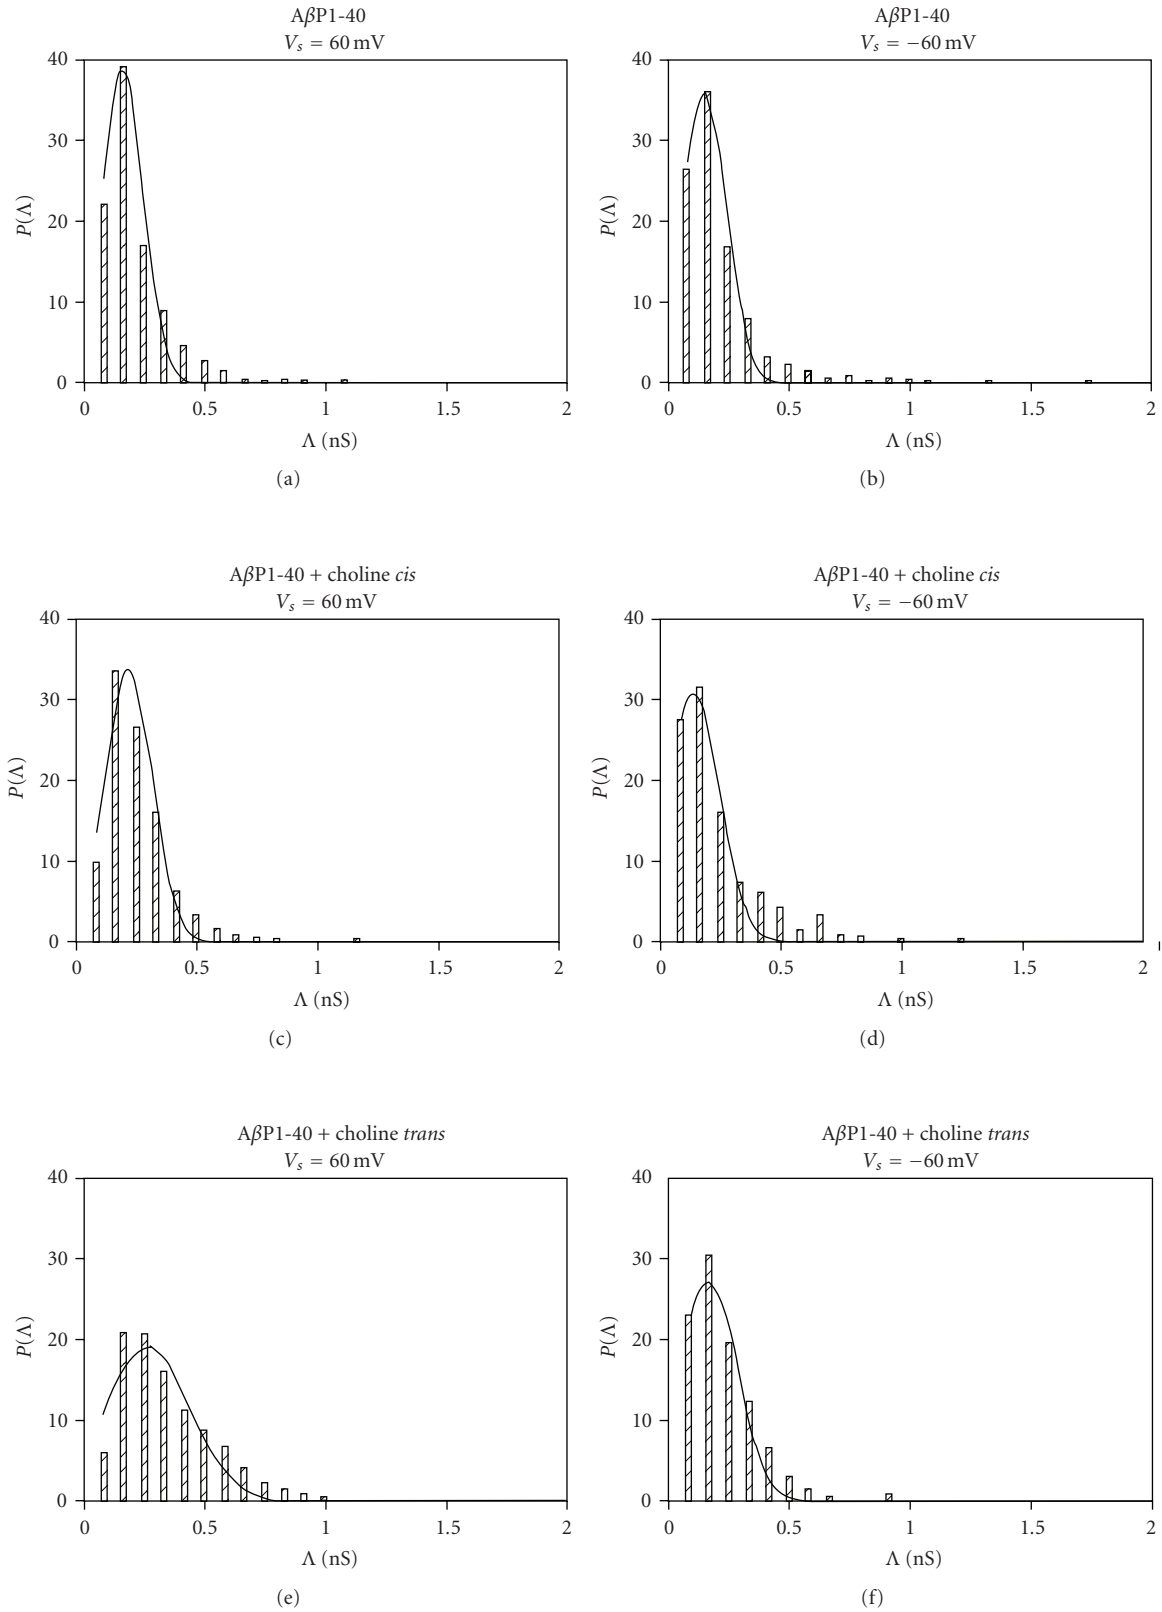 AβP1-40
V_s = 60 mV
40
30
20
10
0
P(Λ)
0 0.5 1 1.5 2
Λ (nS)
(a)
AβP1-40
V_s = −60 mV
40
30
20
10
0
P(Λ)
0 0.5 1 1.5 2
Λ (nS)
(b)
AβP1-40 + choline cis
V_s = 60 mV
40
30
20
10
0
P(Λ)
0 0.5 1 1.5 2
Λ (nS)
(c)
AβP1-40 + choline cis
V_s = −60 mV
40
30
20
10
0
P(Λ)
0 0.5 1 1.5 2
Λ (nS)
(d)
AβP1-40 + choline trans
V_s = 60 mV
40
30
20
10
0
P(Λ)
0 0.5 1 1.5 2
Λ (nS)
(e)
AβP1-40 + choline trans
V_s = −60 mV
40
30
20
10
0
P(Λ)
0 0.5 1 1.5 2
Λ (nS)
(f)